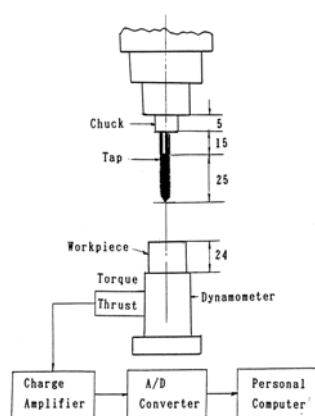 Chuck
5
15
Tap
25
Workpiece
24
Torque
Thrust
Dynamometer
Charge
Amplifier
A/D
Converter
Personal
Computer